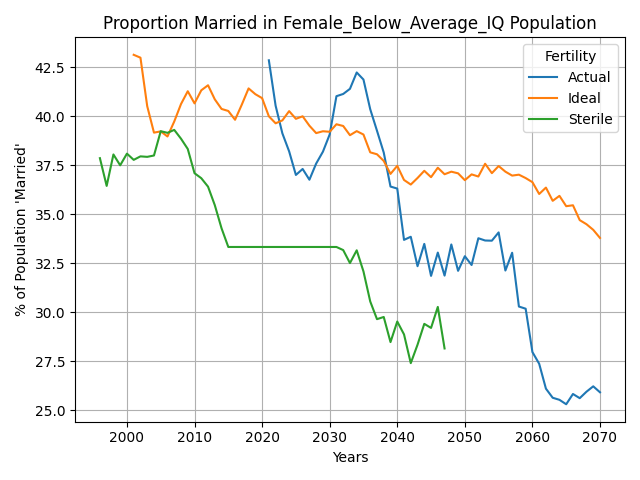 Proportion Married in Female_Below_Average_IQ Population
% of Population 'Married'
42.5
40.0
37.5
35.0
32.5
30.0
27.5
25.0
Fertility
Actual
Ideal
Sterile
2000 2010 2020 2030 2040 2050 2060 2070
Years